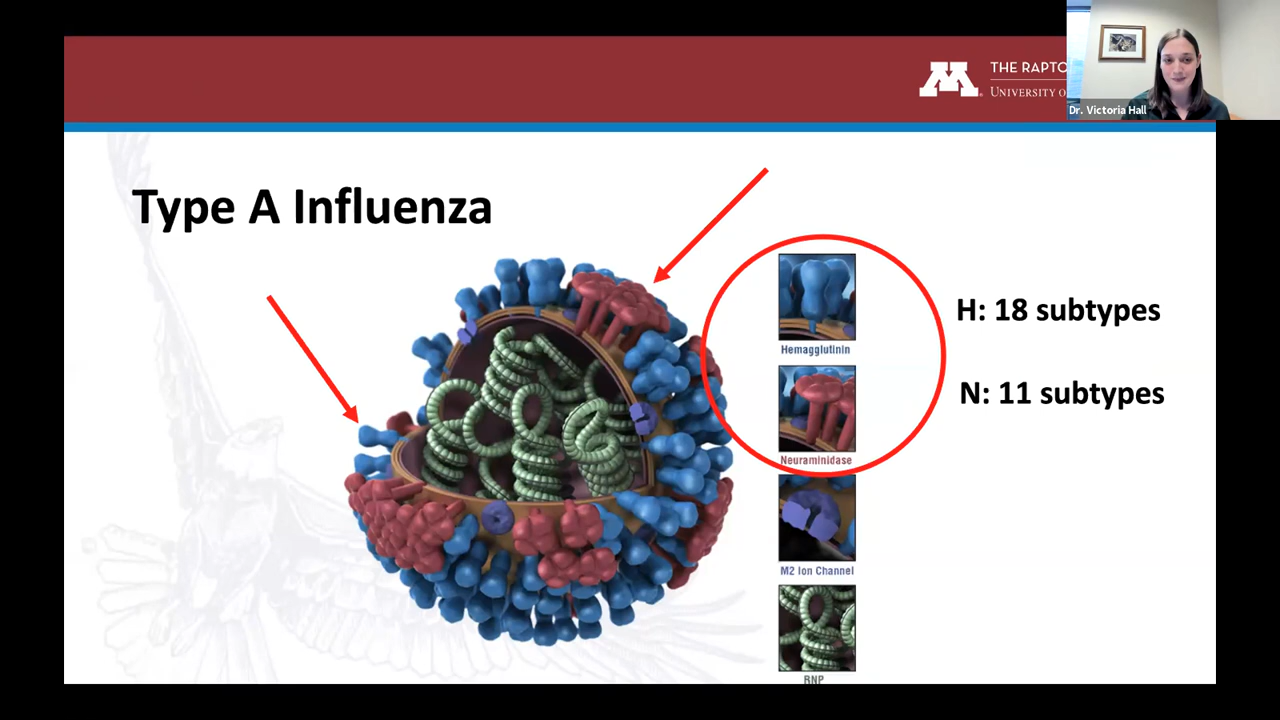 THE RAPTO
UNIVERSITY O
Dr. Victoria Hall
Type A Influenza
Hemagglutinin
H: 18 subtypes
Neuraminidase
N: 11 subtypes
M2 Ion Channel
RNP